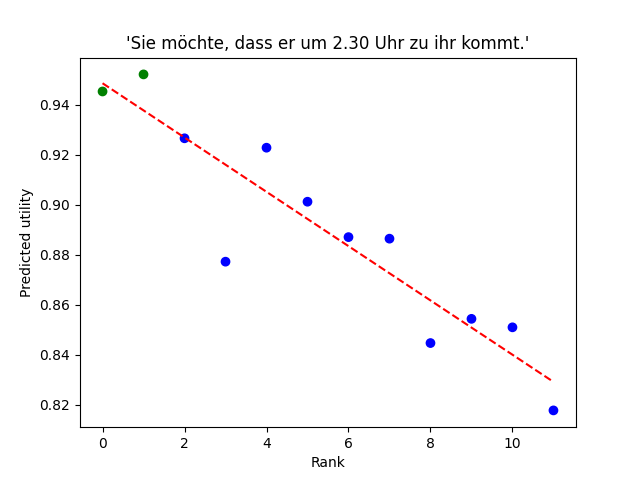 'Sie möchte, dass er um 2.30 Uhr zu ihr kommt.'
Predicted utility
0.94
0.92
0.90
0.88
0.86
0.84
0.82
0 2 4 6 8 10
Rank